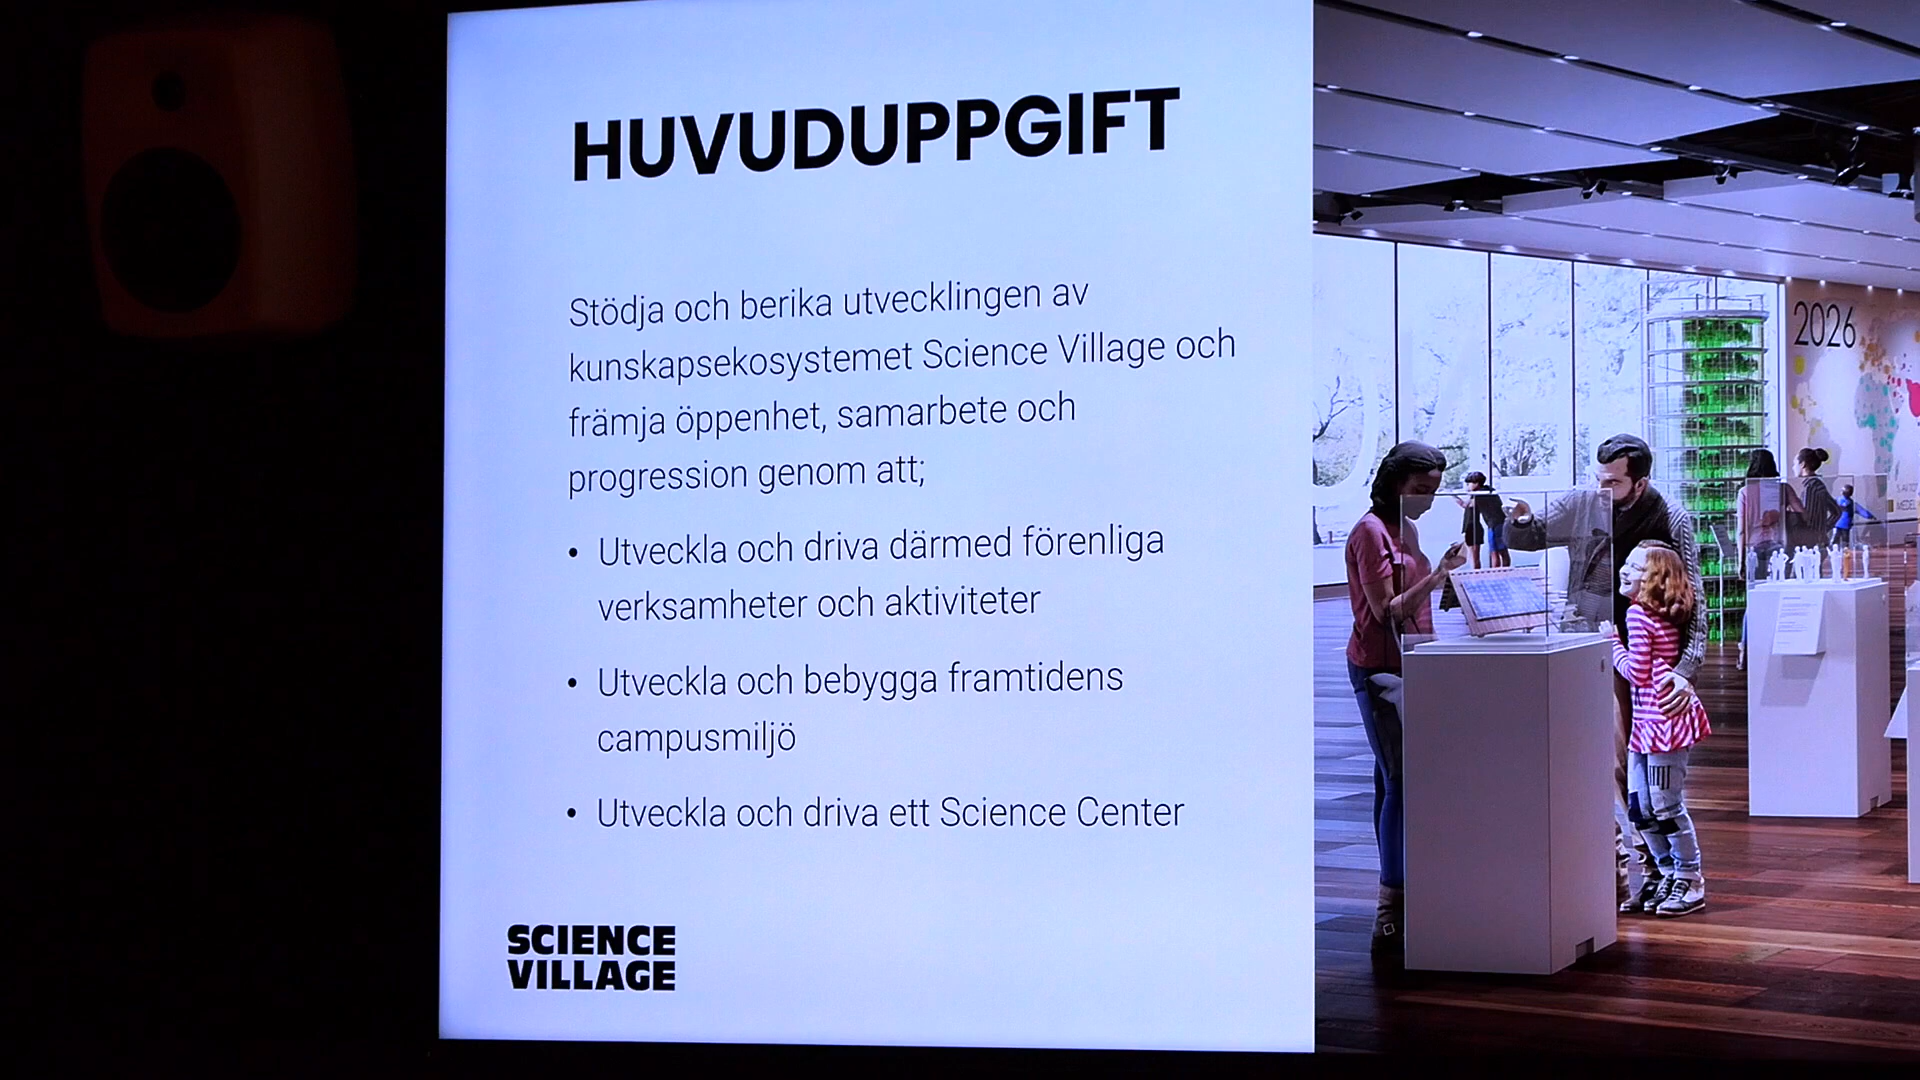 HUVUDUPPGIFT
Stödja och berika utvecklingen av
kunskapsekosystemet Science Village och
främja öppenhet, samarbete och
progression genom att;
• Utveckla och driva därmed förenliga
verksamheter och aktiviteter
• Utveckla och bebygga framtidens
campusmiljö
• Utveckla och driva ett Science Center
SCIENCE
VILLAGE
2026